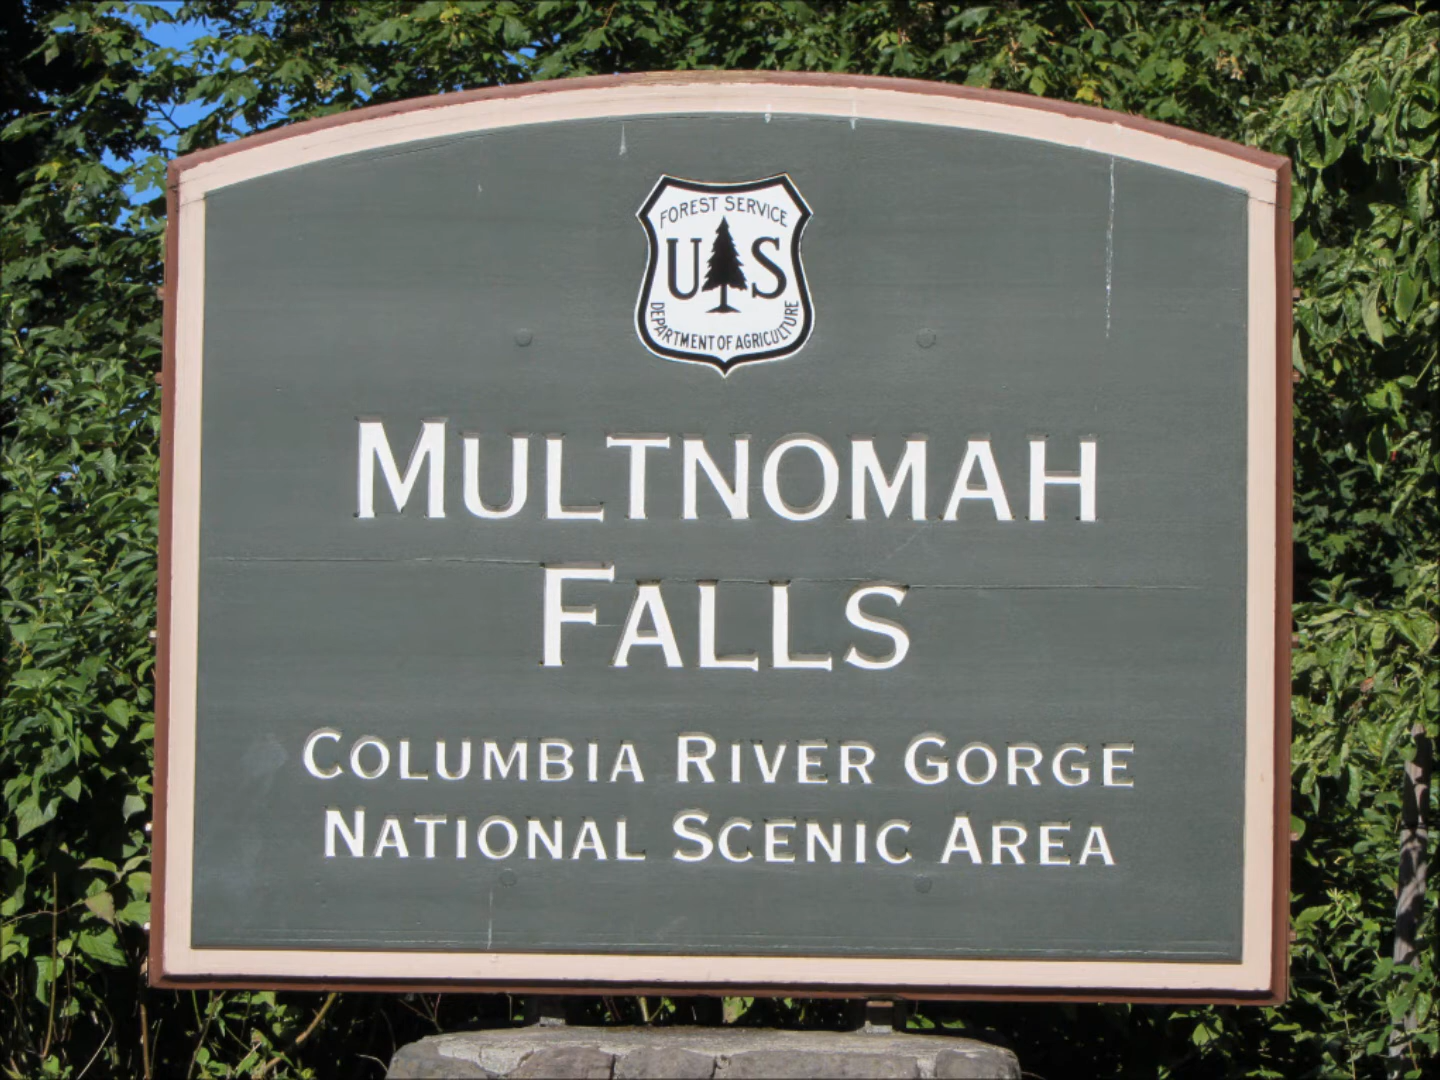 FOREST SERVICE
U S
DEPARTMENT OF AGRICULTURE
MULTNOMAH
FALLS
COLUMBIA RIVER GORGE
NATIONAL SCENIC AREA